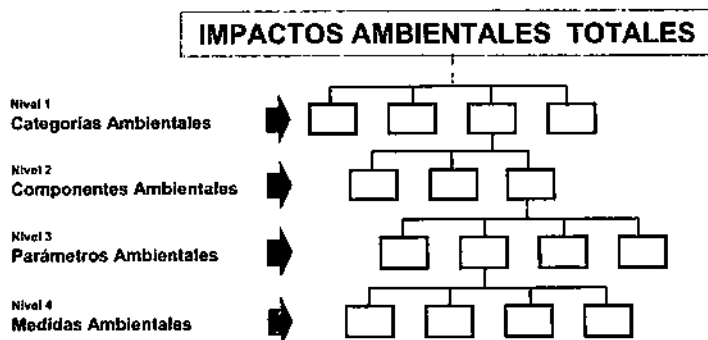 IMPACTOS AMBIENTALES TOTALES
Nivel 1
Categorías Ambientales
Nivel 2
Componentes Ambientales
Nivel 3
Parámetros Ambientales
Nivel 4
Medidas Ambientales